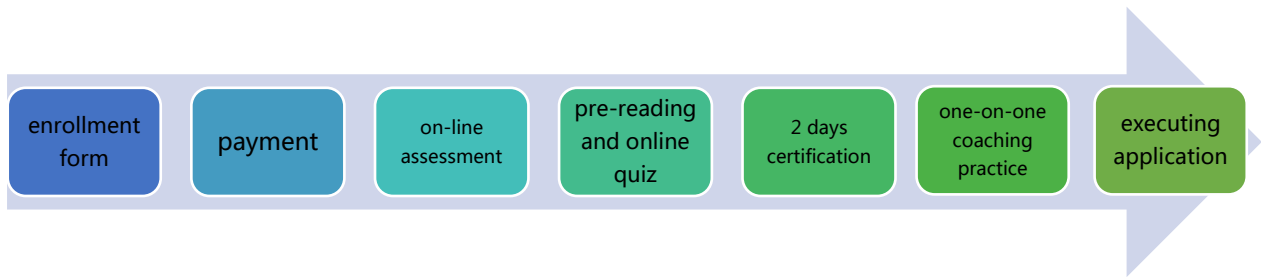 enrollment
form
payment
on-line
assessment
pre-reading
and online
quiz
2 days
certification
one-on-one
coaching
practice
executing
application